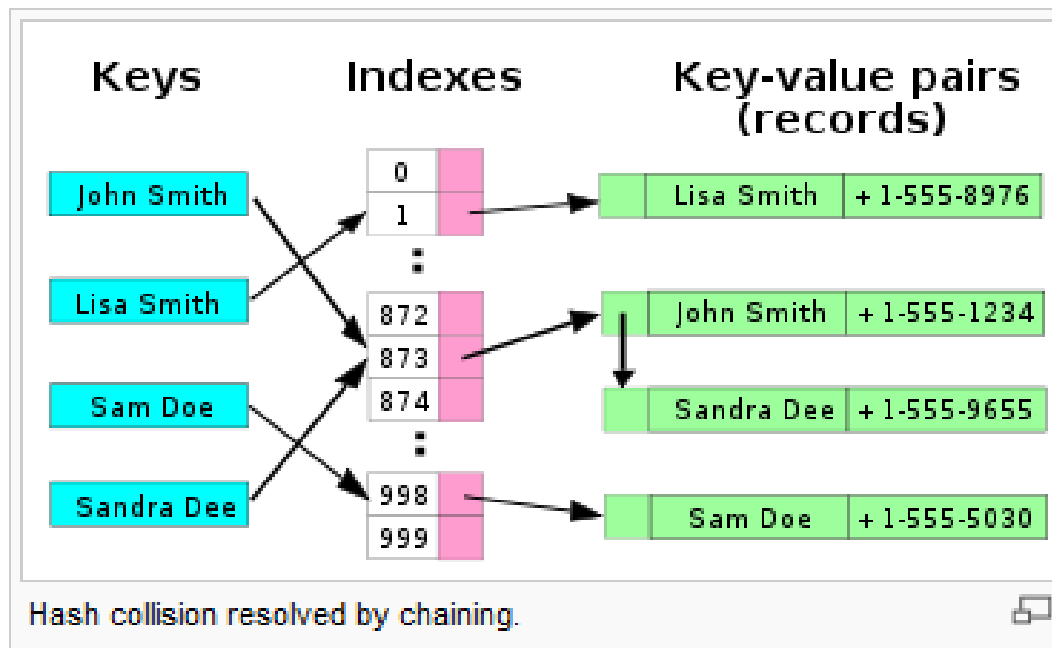 Keys
Indexes
Key-value pairs
(records)
John Smith
Lisa Smith
Sam Doe
Sandra Dee
0
1
⋮
872
873
874
⋮
998
999
Lisa Smith + 1-555-8976
John Smith + 1-555-1234
Sandra Dee + 1-555-9655
Sam Doe + 1-555-5030
Hash collision resolved by chaining.